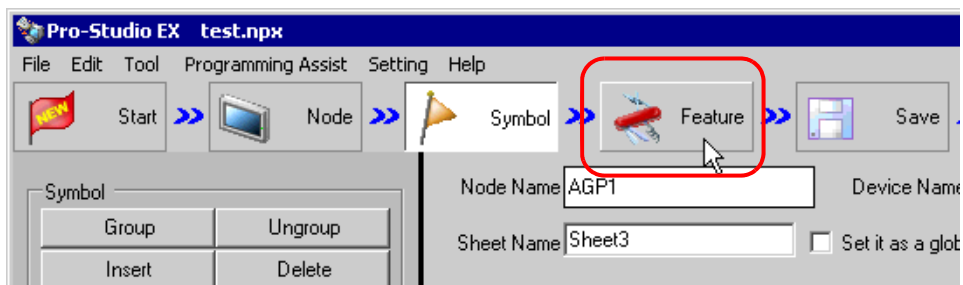 Pro-Studio EX test.npx
File Edit Tool Programming Assist Setting Help
NEW Start Node Symbol Feature Save
Symbol Node Name AGP1 Device Name
Group Ungroup Sheet Name Sheet3 Set it as a glob
Insert Delete